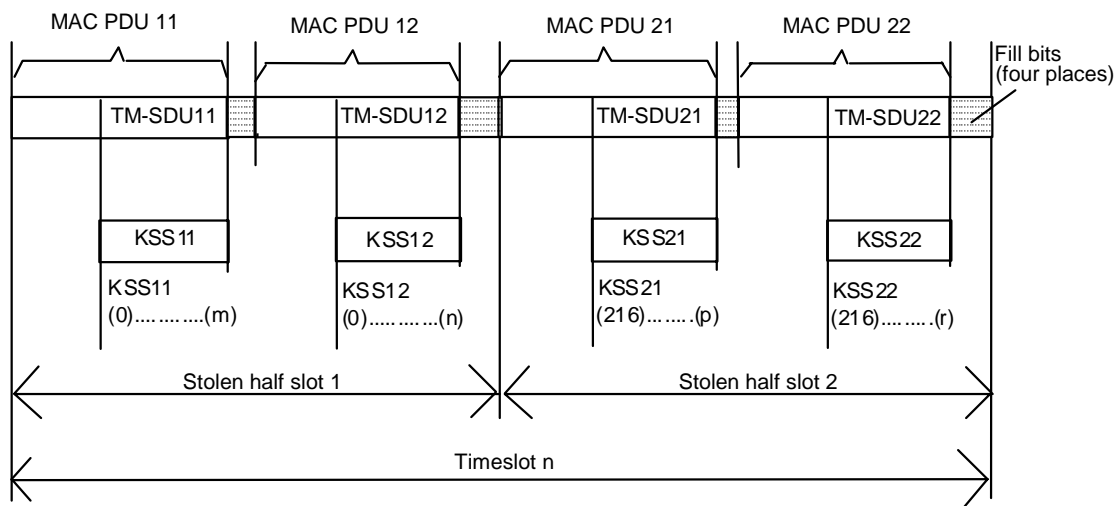 MAC PDU 11
MAC PDU 12
MAC PDU 21
MAC PDU 22
Fill bits
(four places)
TM-SDU11
TM-SDU12
TM-SDU21
TM-SDU22
KSS11
KSS12
KSS21
KSS22
KSS11
(0)...........(m)
KSS12
(0)...........(n)
KSS21
(216).......(p)
KSS22
(216)........(r)
Stolen half slot 1
Stolen half slot 2
Timeslot n